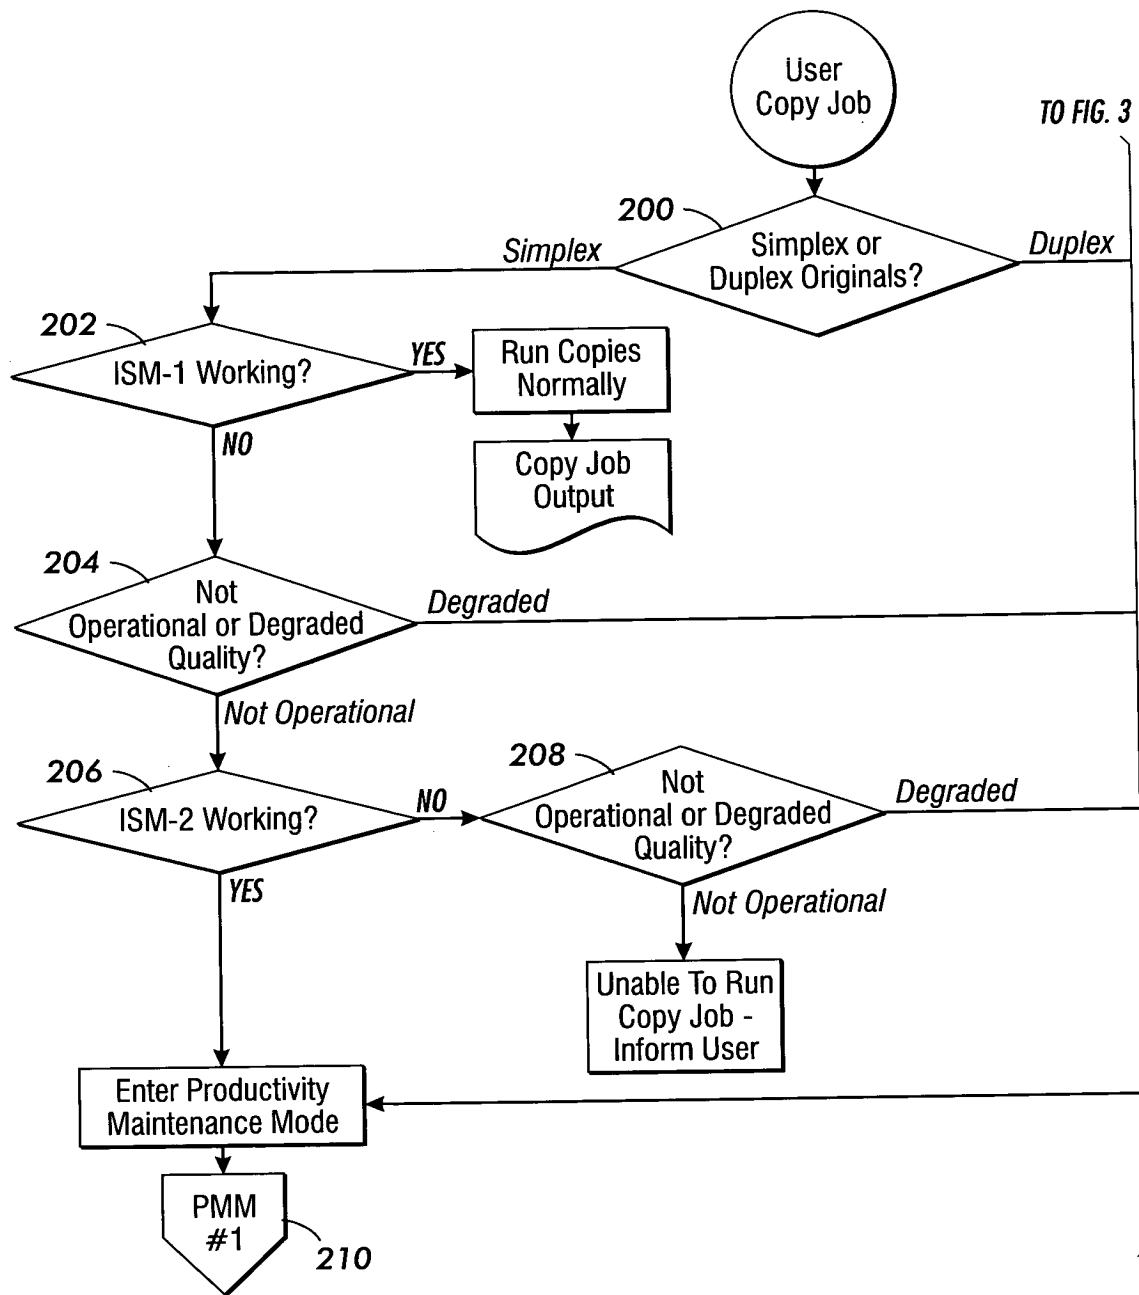 User
Copy Job
TO FIG. 3
200
Simplex or
Duplex Originals?
Simplex
Duplex
202
ISM-1 Working?
YES
Run Copies
Normally
NO
Copy Job
Output
204
Not
Operational or Degraded
Quality?
Degraded
Not Operational
206
ISM-2 Working?
NO
208
Not
Operational or Degraded
Quality?
Degraded
YES
Not Operational
Unable To Run
Copy Job -
Inform User
Enter Productivity
Maintenance Mode
PMM
#1
210